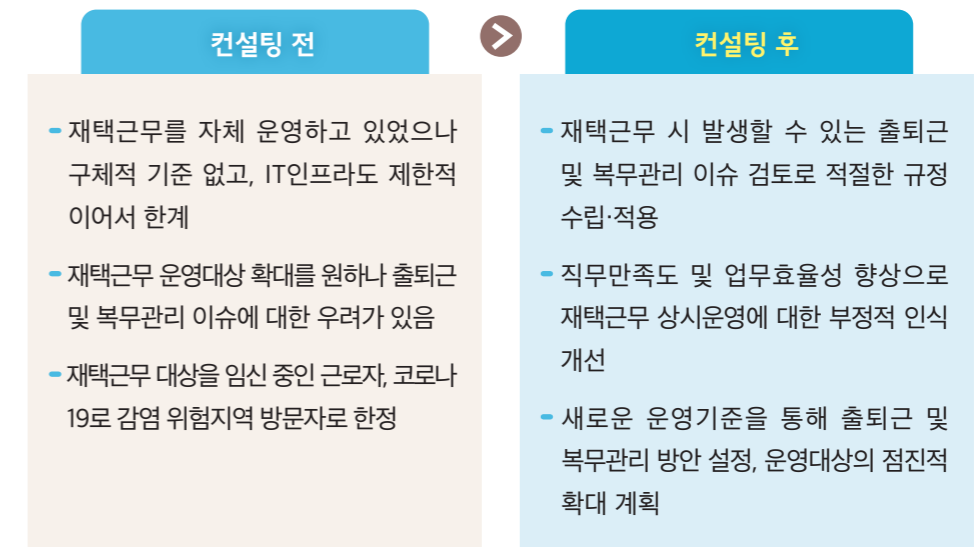 컨설팅 전
- 재택근무를 자체 운영하고 있었으나
구체적 기준 없고, IT인프라도 제한적
이어서 한계
- 재택근무 운영대상 확대를 원하나 출퇴근
및 복무관리 이슈에 대한 우려가 있음
- 재택근무 대상을 임신 중인 근로자, 코로나
19로 감염 위험지역 방문자로 한정
컨설팅 후
- 재택근무 시 발생할 수 있는 출퇴근
및 복무관리 이슈 검토로 적절한 규정
수립·적용
- 직무만족도 및 업무효율성 향상으로
재택근무 상시운영에 대한 부정적 인식
개선
- 새로운 운영기준을 통해 출퇴근 및
복무관리 방안 설정, 운영대상의 점진적
확대 계획